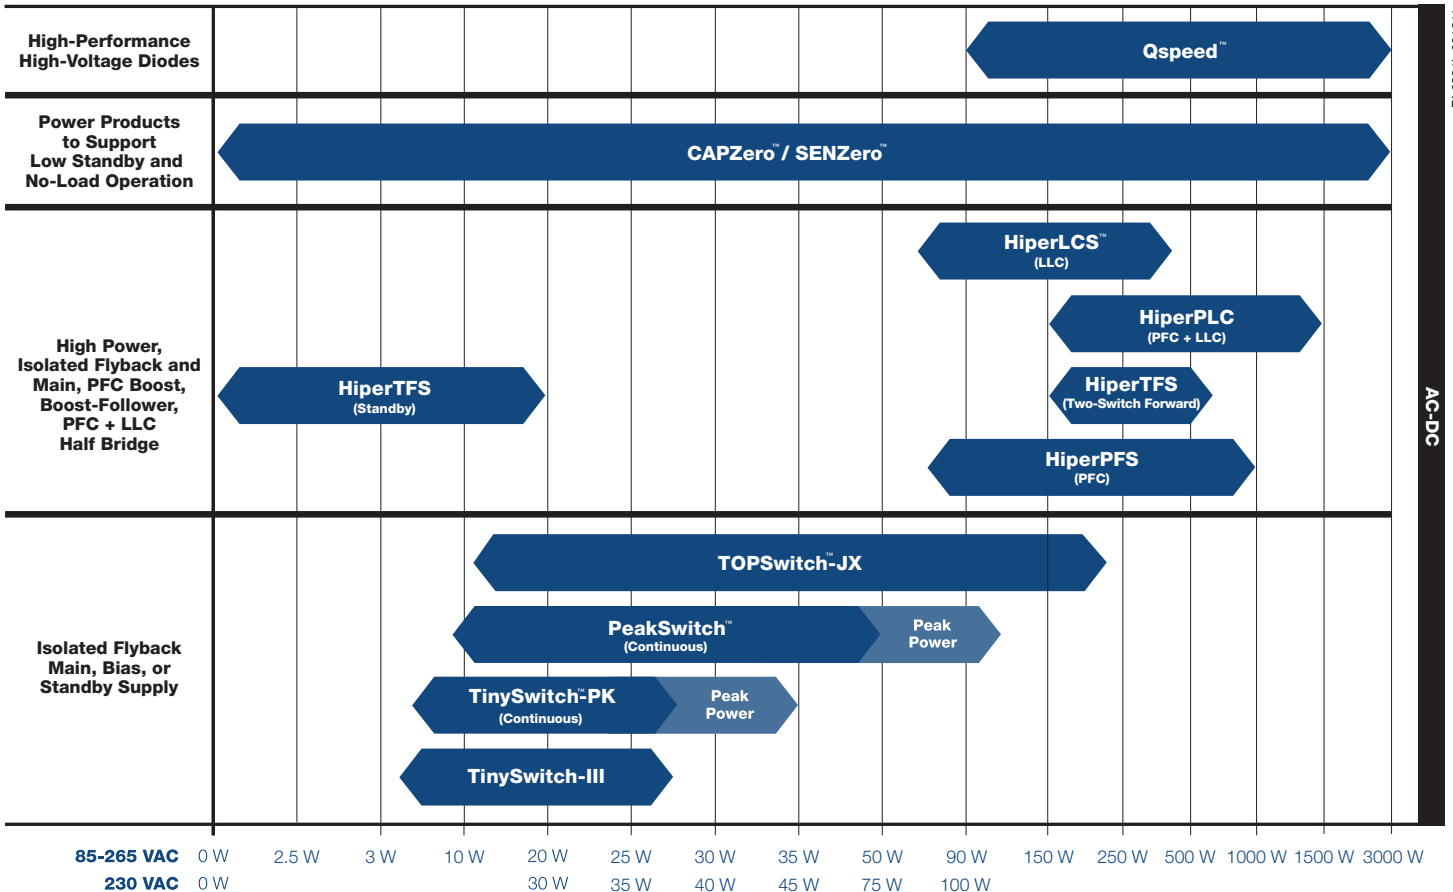 High-Performance
High-Voltage Diodes
Qspeed™
Power Products
to Support
Low Standby and
No-Load Operation
CAPZero™ / SENZero™
High Power,
Isolated Flyback and
Main, PFC Boost,
Boost-Follower,
PFC + LLC
Half Bridge
HiperLCS™
(LLC)
HiperPLC
(PFC + LLC)
HiperTFS
(Standby)
HiperTFS
(Two-Switch Forward)
HiperPFS
(PFC)
Isolated Flyback
Main, Bias, or
Standby Supply
TOPSwitch™-JX
PeakSwitch™
(Continuous)
Peak
Power
TinySwitch™-PK
(Continuous)
Peak
Power
TinySwitch-III
AC-DC
85-265 VAC 0 W 2.5 W 3 W 10 W 20 W 25 W 30 W 35 W 50 W 90 W 150 W 250 W 500 W 1000 W 1500 W 3000 W
230 VAC 0 W 30 W 35 W 40 W 45 W 75 W 100 W